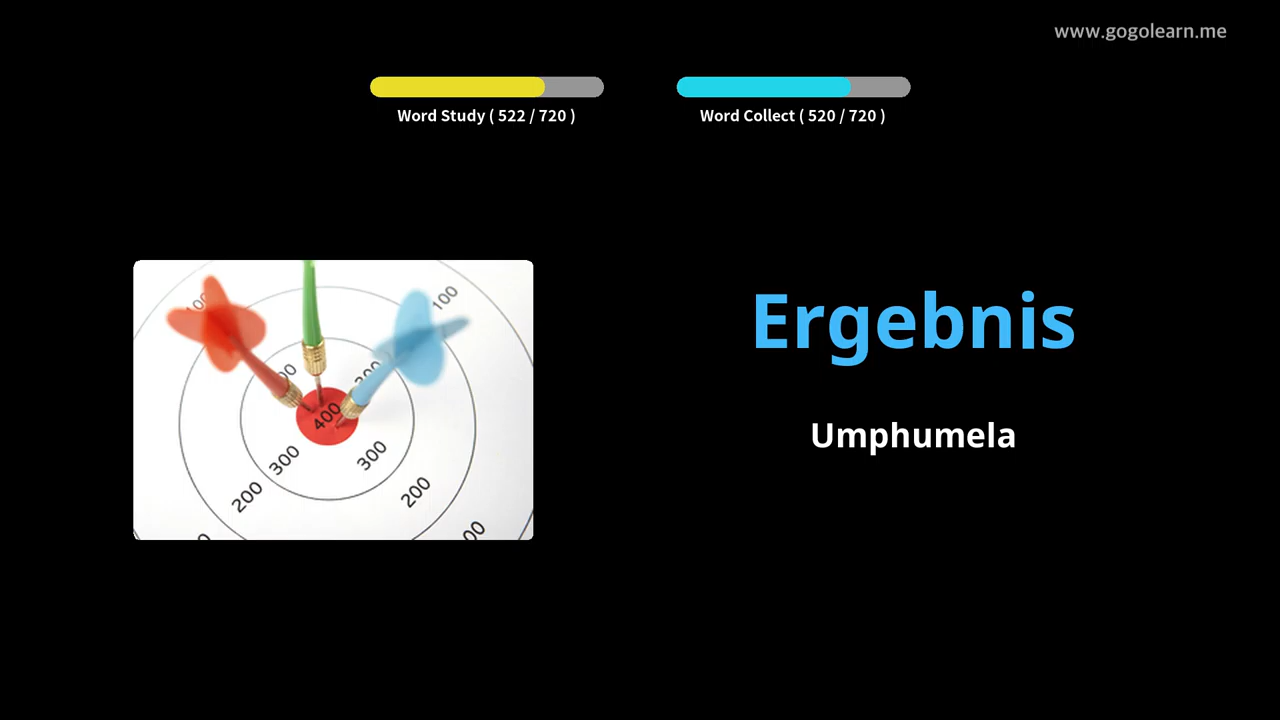 www.gogolearn.me
Word Study ( 522 / 720 )
Word Collect ( 520 / 720 )
Ergebnis
Umphumela
100
400
300
300
200
200